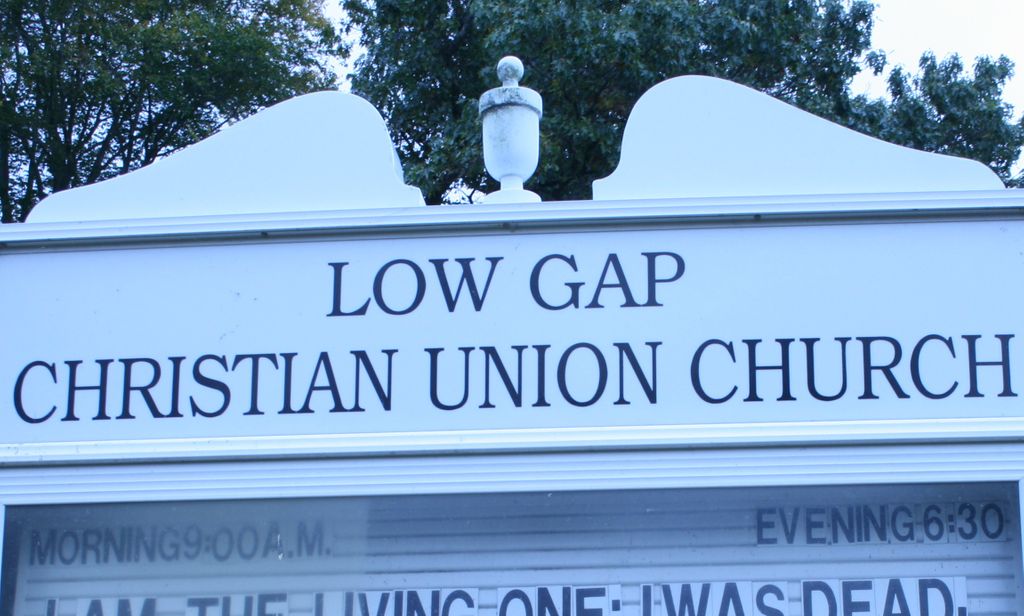 LOW GAP
CHRISTIAN UNION CHURCH
MORNING 9:00 A.M. EVENING 6:30
I AM THE LIVING ONE; I WAS DEAD,